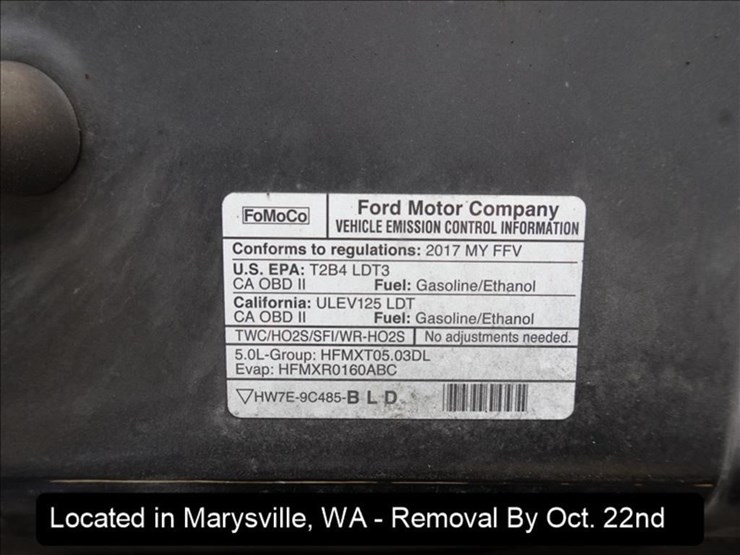 FoMoCo
Ford Motor Company
VEHICLE EMISSION CONTROL INFORMATION
Conforms to regulations: 2017 MY FFV
U.S. EPA: T2B4 LDT3
CA OBD II Fuel: Gasoline/Ethanol
California: ULEV125 LDT
CA OBD II Fuel: Gasoline/Ethanol
TWC/HO2S/SFI/WR-HO2S No adjustments needed.
5.0L-Group: HFMXT05.03DL
Evap: HFMXR0160ABC
▽HW7E-9C485-B L D
Located in Marysville, WA - Removal By Oct. 22nd